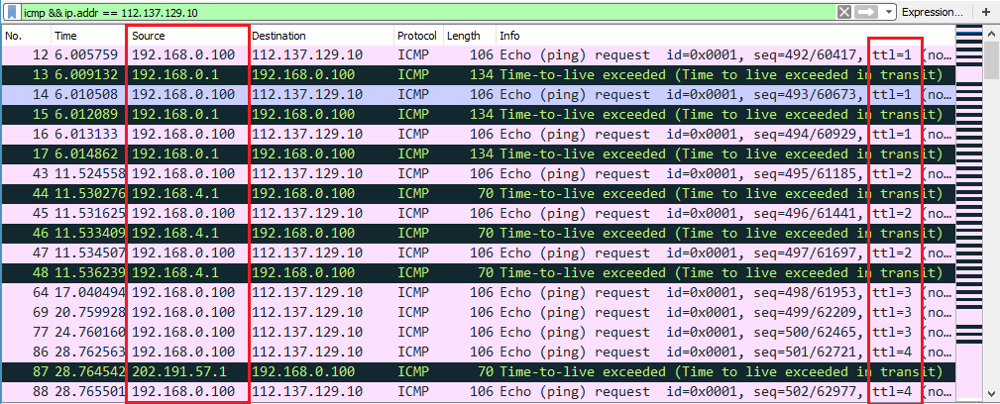 icmp && ip.addr == 112.137.129.10 Expression… +
No. Time Source Destination Protocol Length Info
12 6.005759 192.168.0.100 112.137.129.10 ICMP 106 Echo (ping) request id=0x0001, seq=492/60417, ttl=1 (no…
13 6.009132 192.168.0.1 192.168.0.100 ICMP 134 Time-to-live exceeded (Time to live exceeded in transit)
14 6.010508 192.168.0.100 112.137.129.10 ICMP 106 Echo (ping) request id=0x0001, seq=493/60673, ttl=1 (no…
15 6.012089 192.168.0.1 192.168.0.100 ICMP 134 Time-to-live exceeded (Time to live exceeded in transit)
16 6.013133 192.168.0.100 112.137.129.10 ICMP 106 Echo (ping) request id=0x0001, seq=494/60929, ttl=1 (no…
17 6.014862 192.168.0.1 192.168.0.100 ICMP 134 Time-to-live exceeded (Time to live exceeded in transit)
43 11.524558 192.168.0.100 112.137.129.10 ICMP 106 Echo (ping) request id=0x0001, seq=495/61185, ttl=2 (no…
44 11.530276 192.168.4.1 192.168.0.100 ICMP 70 Time-to-live exceeded (Time to live exceeded in transit)
45 11.531625 192.168.0.100 112.137.129.10 ICMP 106 Echo (ping) request id=0x0001, seq=496/61441, ttl=2 (no…
46 11.533409 192.168.4.1 192.168.0.100 ICMP 70 Time-to-live exceeded (Time to live exceeded in transit)
47 11.534507 192.168.0.100 112.137.129.10 ICMP 106 Echo (ping) request id=0x0001, seq=497/61697, ttl=2 (no…
48 11.536239 192.168.4.1 192.168.0.100 ICMP 70 Time-to-live exceeded (Time to live exceeded in transit)
64 17.040494 192.168.0.100 112.137.129.10 ICMP 106 Echo (ping) request id=0x0001, seq=498/61953, ttl=3 (no…
69 20.759928 192.168.0.100 112.137.129.10 ICMP 106 Echo (ping) request id=0x0001, seq=499/62209, ttl=3 (no…
77 24.760160 192.168.0.100 112.137.129.10 ICMP 106 Echo (ping) request id=0x0001, seq=500/62465, ttl=3 (no…
86 28.762563 192.168.0.100 112.137.129.10 ICMP 106 Echo (ping) request id=0x0001, seq=501/62721, ttl=4 (no…
87 28.764542 202.191.57.1 192.168.0.100 ICMP 70 Time-to-live exceeded (Time to live exceeded in transit)
88 28.765501 192.168.0.100 112.137.129.10 ICMP 106 Echo (ping) request id=0x0001, seq=502/62977, ttl=4 (no…